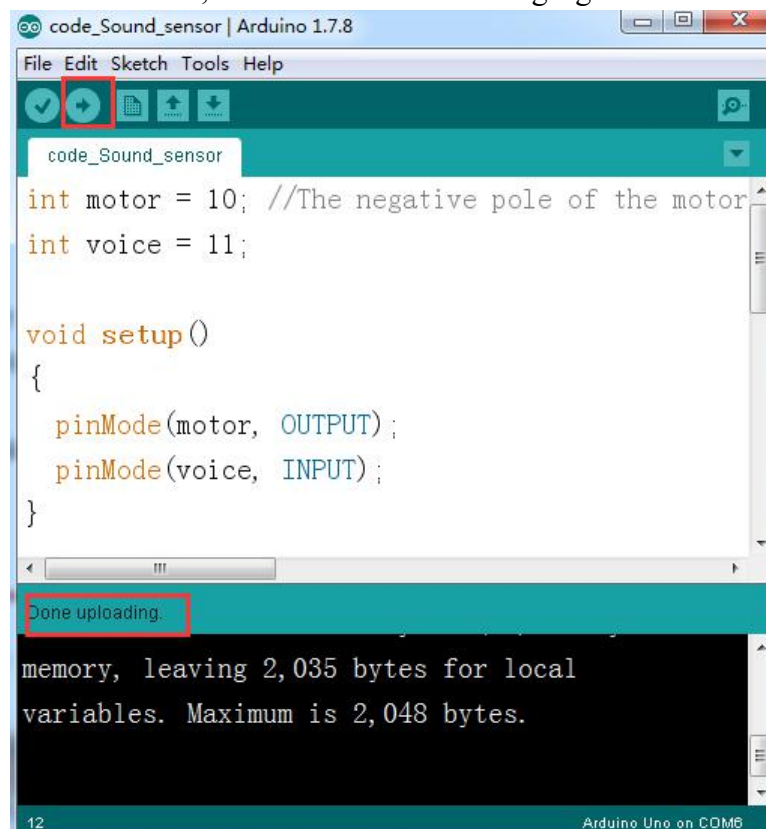 code_Sound_sensor | Arduino 1.7.8
File Edit Sketch Tools Help
code_Sound_sensor
int motor = 10; //The negative pole of the motor
int voice = 11;
void setup()
{
pinMode(motor, OUTPUT);
pinMode(voice, INPUT);
}
Done uploading.
memory, leaving 2,035 bytes for local
variables. Maximum is 2,048 bytes.
12 Arduino Uno on COM6